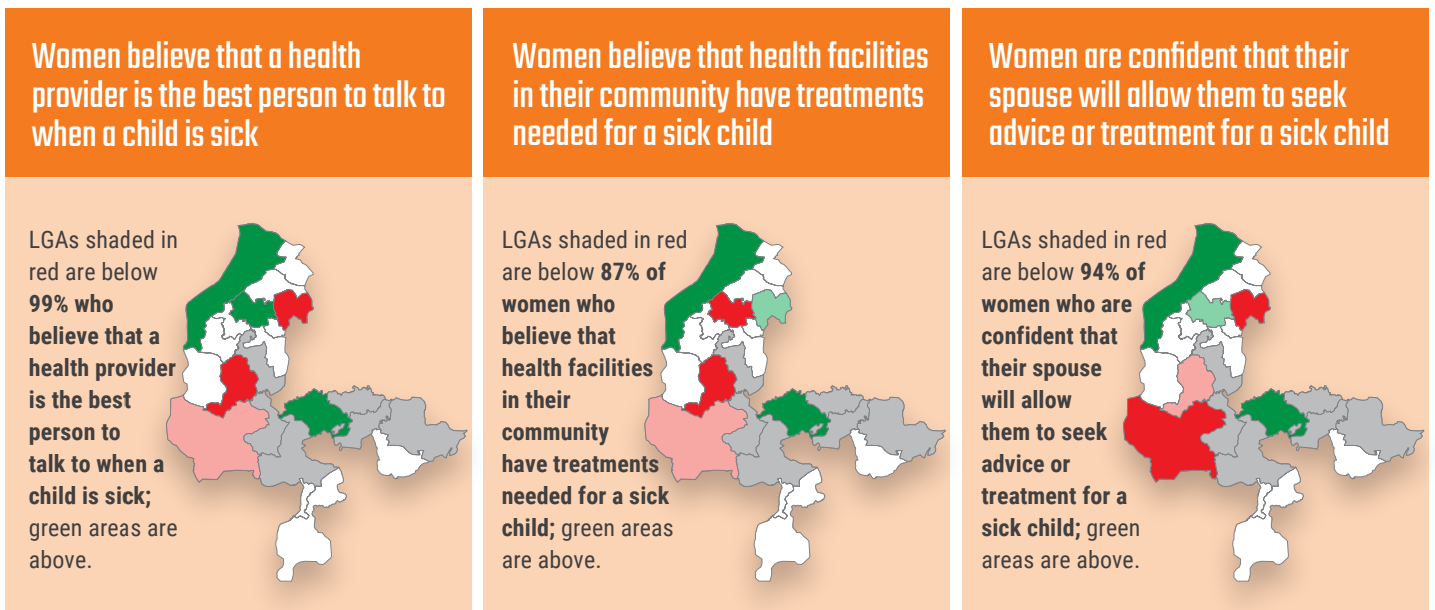 Women believe that a health
provider is the best person to talk to
when a child is sick
LGAs shaded in
red are below
99% who
believe that a
health provider
is the best
person to
talk to when a
child is sick;
green areas are
above.
Women believe that health facilities
in their community have treatments
needed for a sick child
LGAs shaded in red
are below 87% of
women who
believe that
health facilities
in their
community
have treatments
needed for a sick
child; green areas
are above.
Women are confident that their
spouse will allow them to seek
advice or treatment for a sick child
LGAs shaded in red
are below 94% of
women who are
confident that
their spouse
will allow
them to seek
advice or
treatment for a
sick child; green
areas are above.